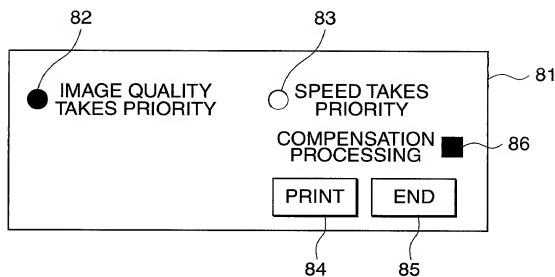 82
83
81
IMAGE QUALITY
TAKES PRIORITY
SPEED TAKES
PRIORITY
COMPENSATION
PROCESSING
86
PRINT
END
84
85